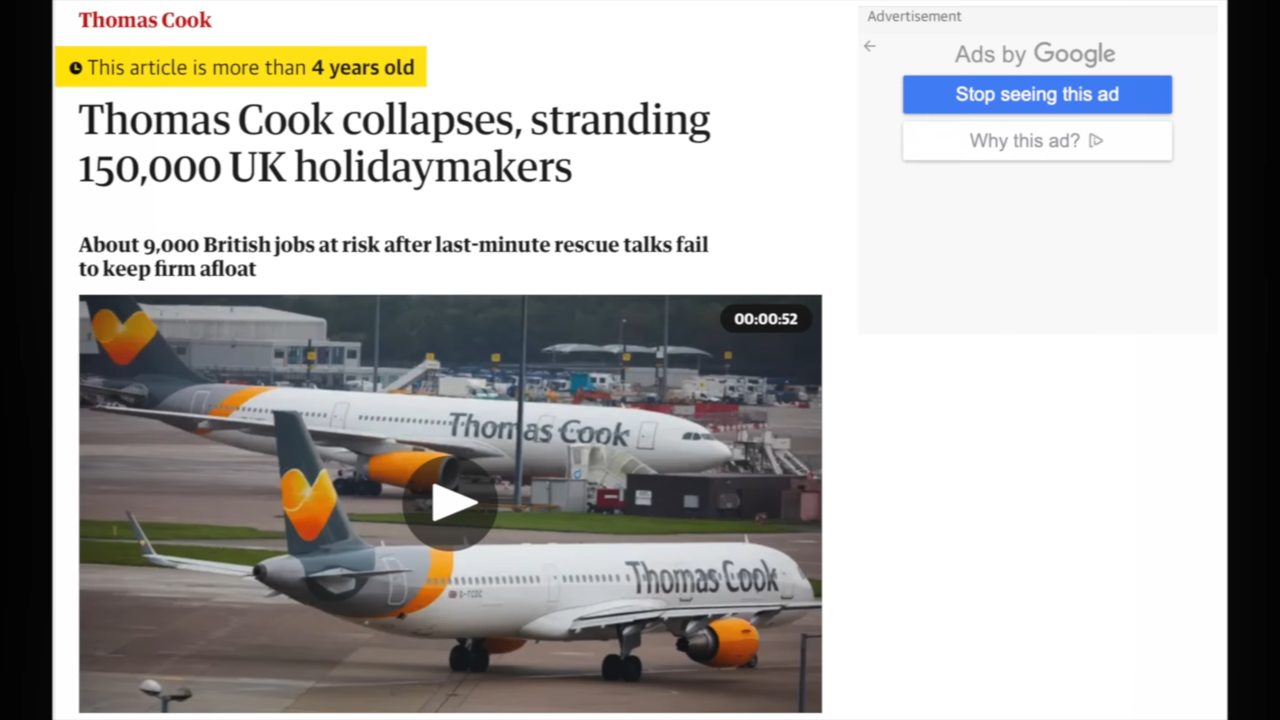 Thomas Cook
This article is more than 4 years old
Thomas Cook collapses, stranding
150,000 UK holidaymakers
About 9,000 British jobs at risk after last-minute rescue talks fail
to keep firm afloat
00:00:52
Thomas Cook
Thomas Cook
G-TCDC
Advertisement
Ads by Google
Stop seeing this ad
Why this ad?